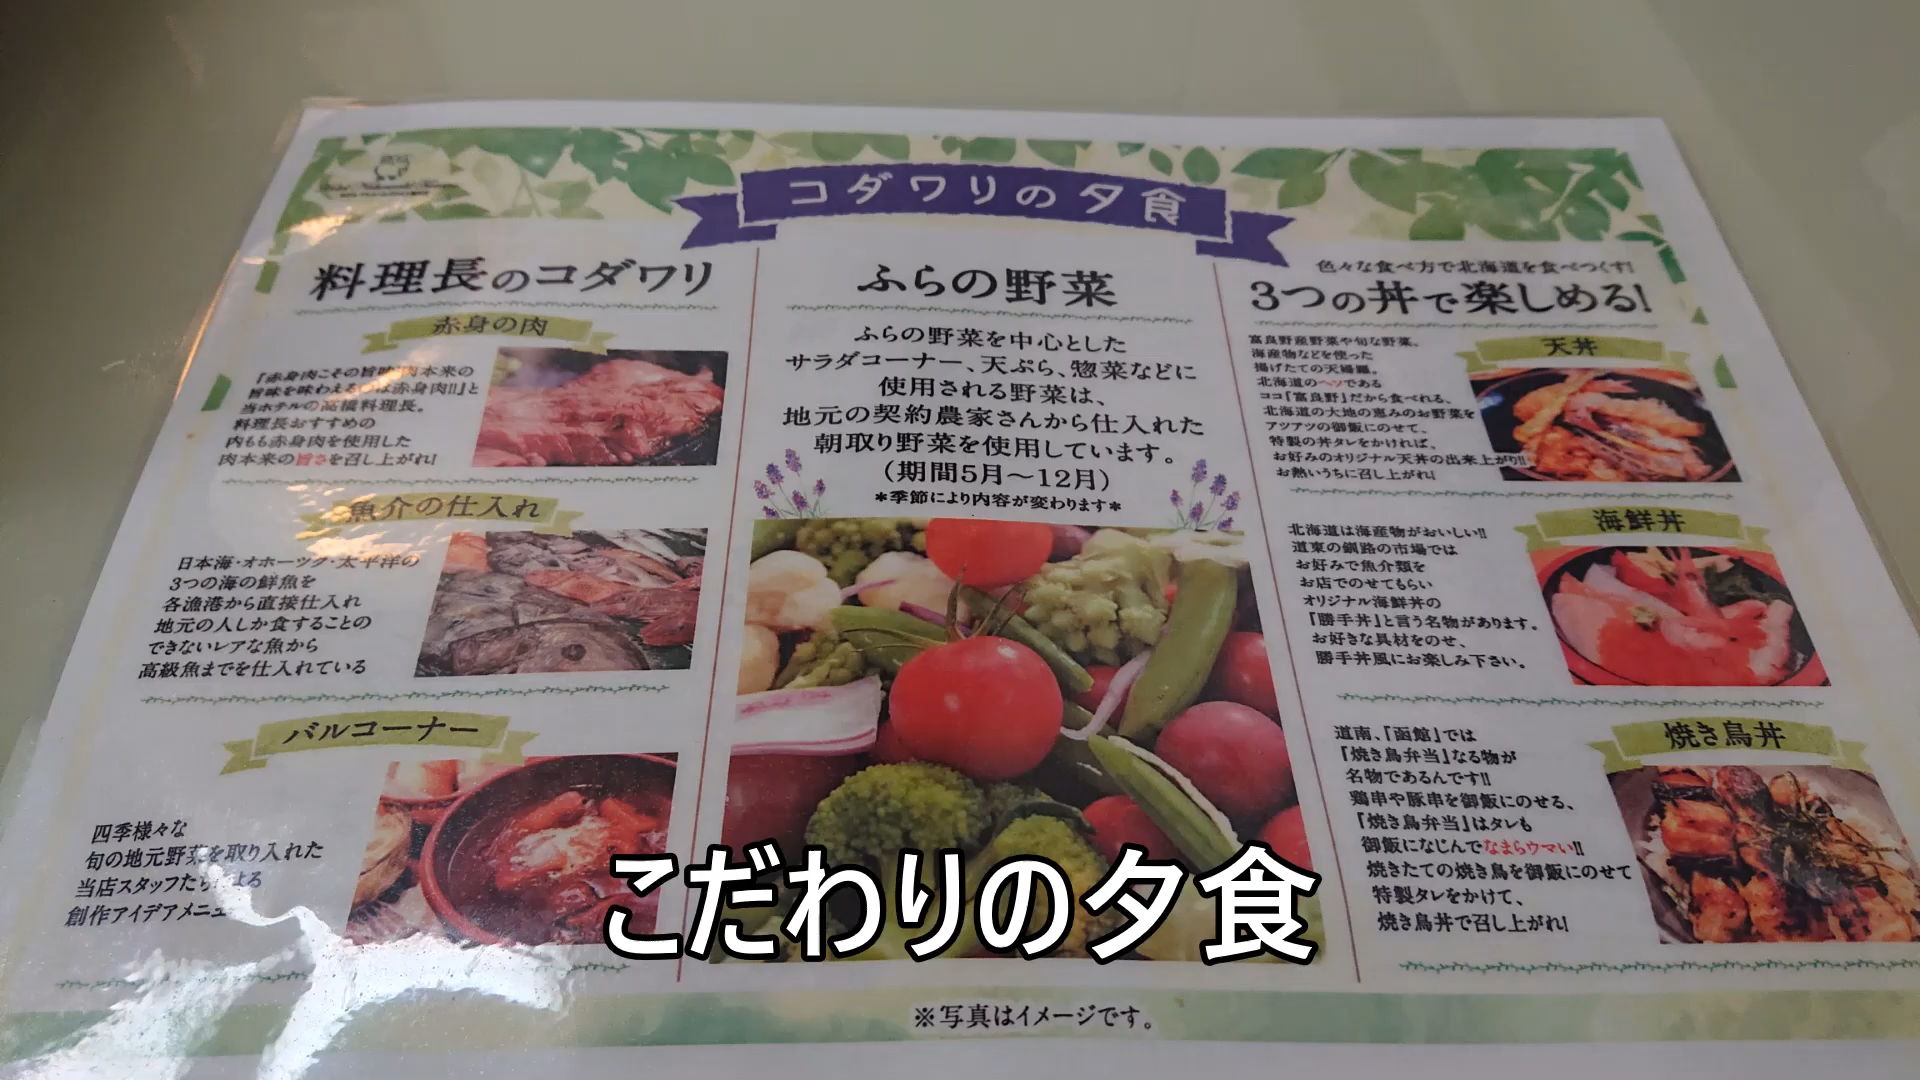 コダワリの夕食
料理長のコダワリ
赤身の肉
『赤身肉こその旨味、肉本来の
旨味を味わえるのは赤身肉!!』と
当ホテルの高橋料理長。
料理長おすすめの
内もも赤身肉を使用した
肉本来の旨さを召し上がれ!
魚介の仕入れ
日本海・オホーツク・太平洋の
3つの海の鮮魚を
各漁港から直接仕入れ
地元の人しか食することの
できないレアな魚から
高級魚までを仕入れている
バルコーナー
四季様々な
旬の地元野菜を取り入れた
当店スタッフたちによる
創作アイデアメニュー
ふらの野菜
ふらの野菜を中心とした
サラダコーナー、天ぷら、惣菜などに
使用される野菜は、
地元の契約農家さんから仕入れた
朝取り野菜を使用しています。
(期間5月〜12月)
*季節により内容が変わります*
色々な食べ方で北海道を食べつくす!
3つの丼で楽しめる!
天丼
富良野産野菜や旬な野菜、
海産物などを使った
揚げたての天婦羅。
北海道のヘソである
ココ「富良野」だから食べれる、
北海道の大地の恵みのお野菜を
アツアツの御飯にのせて、
特製の丼タレをかければ、
お好みのオリジナル天丼の出来上がり!!
お熱いうちに召し上がれ!
海鮮丼
北海道は海産物がおいしい!!
道東の釧路の市場では
お好みで魚介類を
お店でのせてもらい
オリジナル海鮮丼の
「勝手丼」と言う名物があります。
お好きな具材をのせ、
勝手丼風にお楽しみ下さい。
焼き鳥丼
道南、「函館」では
「焼き鳥弁当」なる物が
名物であるんです!!
鶏串や豚串を御飯にのせる、
「焼き鳥弁当」はタレも
御飯になじんでなまらウマい!!
焼きたての焼き鳥を御飯にのせて
特製タレをかけて、
焼き鳥丼で召し上がれ!
こだわりの夕食
※写真はイメージです。